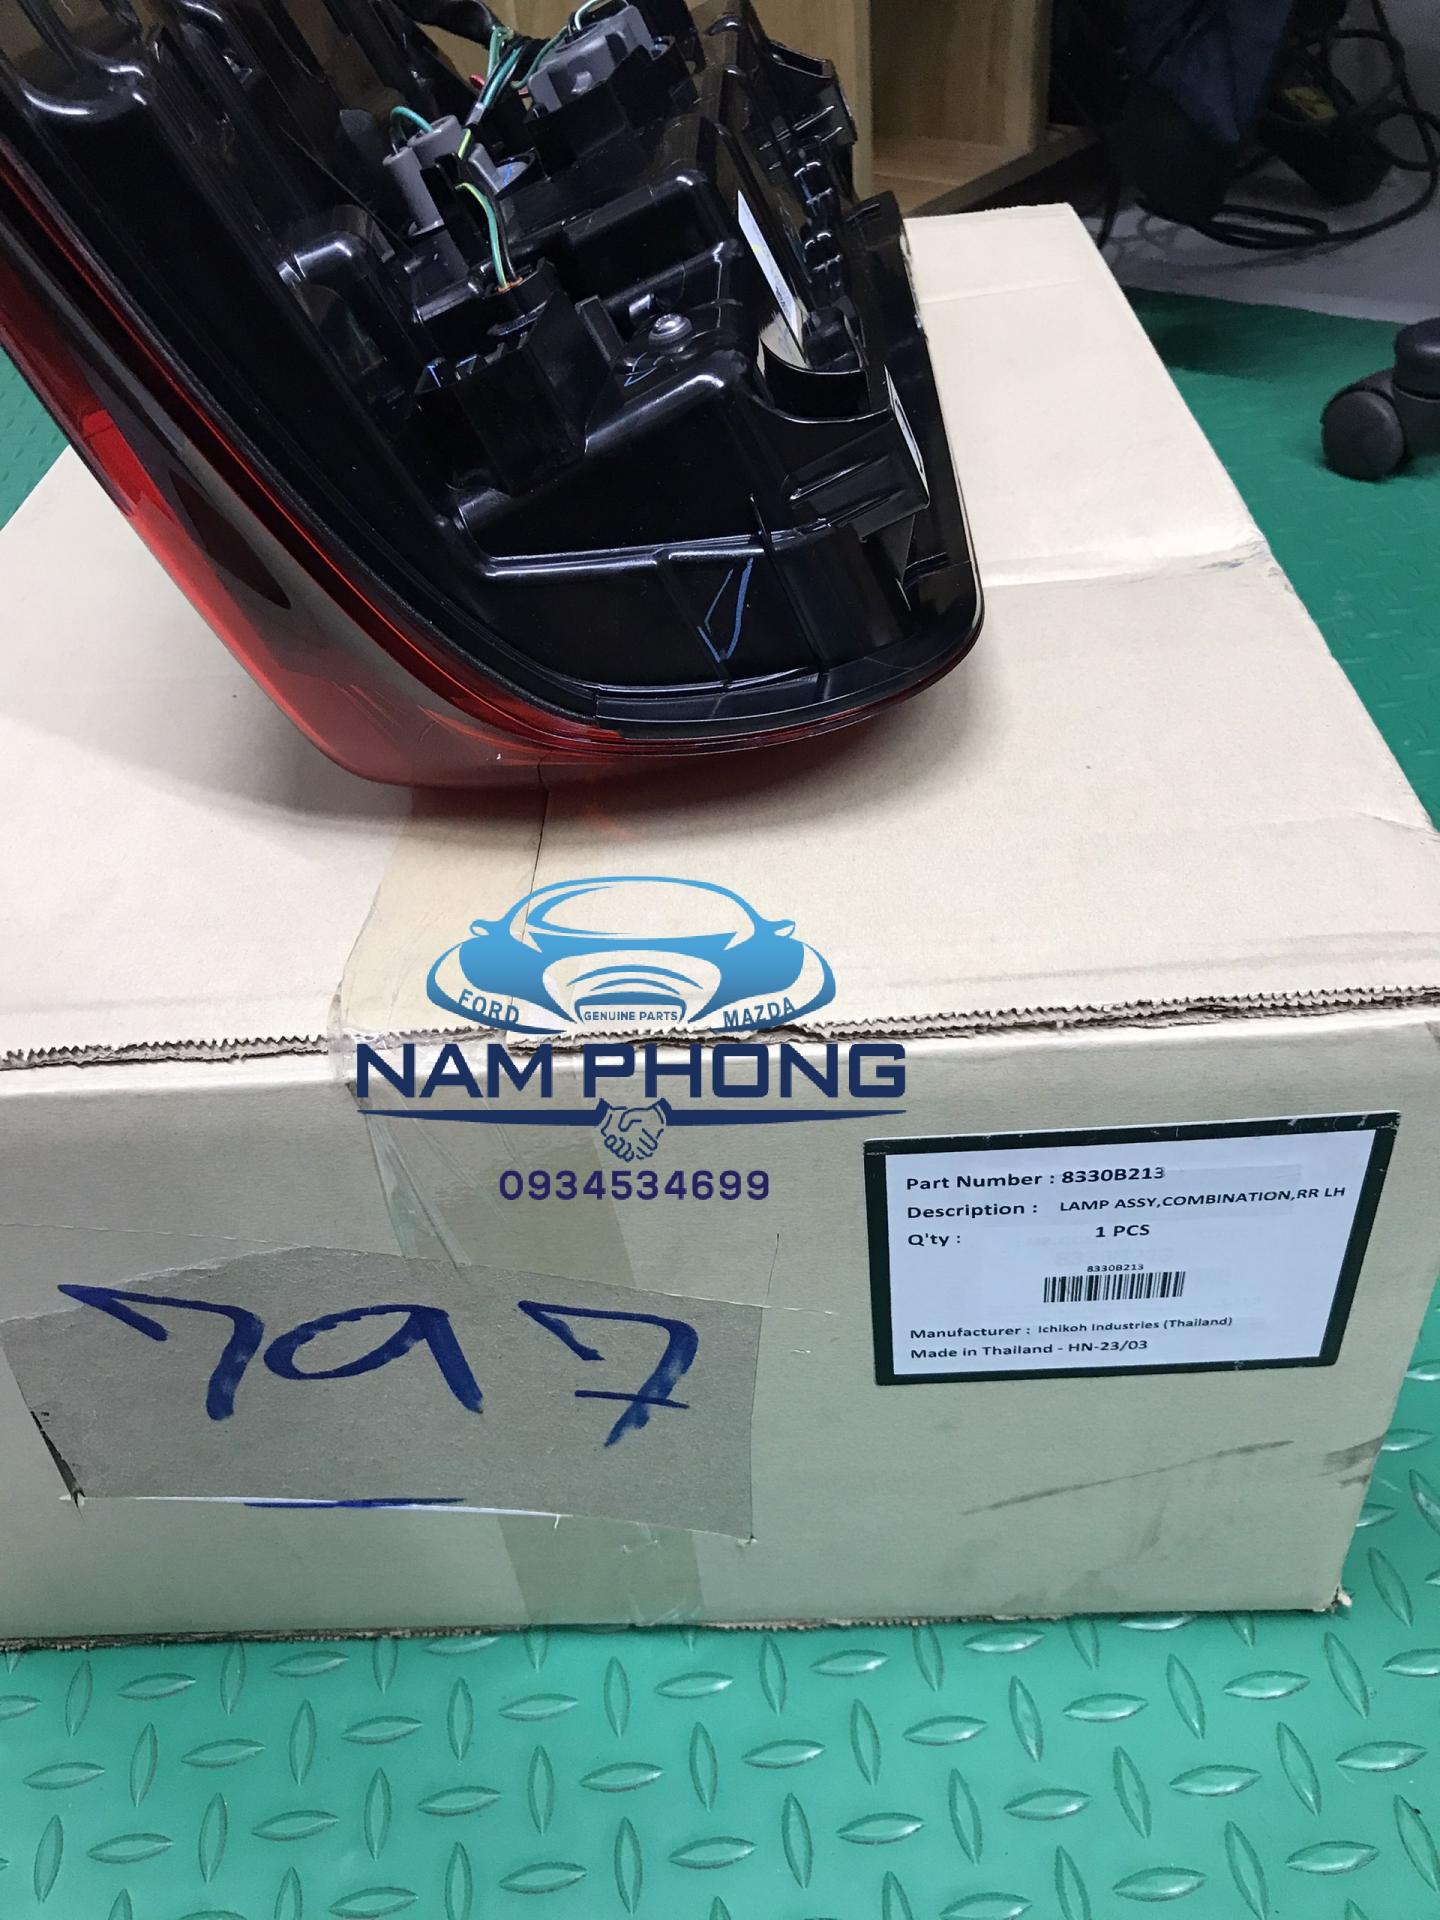 FORD
GENUINE PARTS
MAZDA
NAM PHONG
0934534699
Part Number : 8330B213
Description : LAMP ASSY,COMBINATION,RR LH
Q'ty : 1 PCS
8330B213
Manufacturer : Ichikoh Industries (Thailand)
Made in Thailand - HN-23/03
797